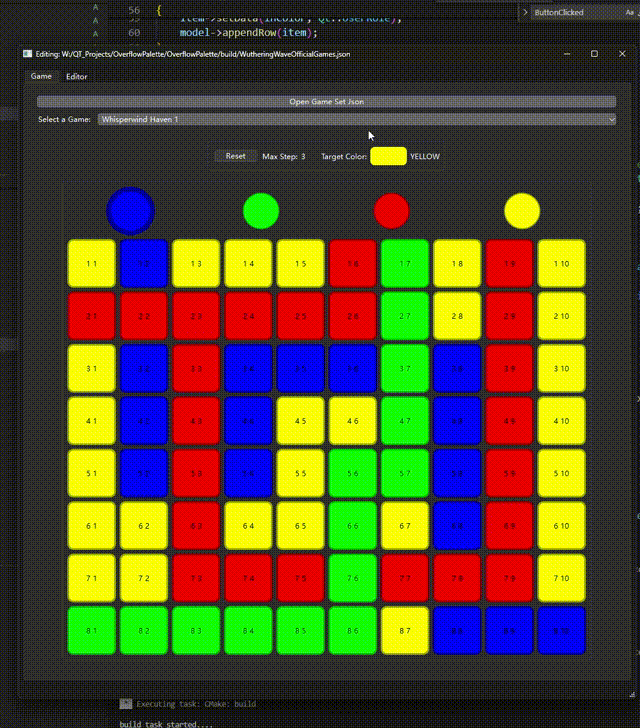 56 {
item->setData(inColor, Qt::UserRole);
60 model->appendRow(item);
ButtonClicked Aa
Editing: W:/QT_Projects/OverflowPalette/OverflowPalette/build/WutheringWaveOfficialGames.json
Game Editor
Open Game Set Json
Select a Game: Whisperwind Haven 1
Reset Max Step: 3 Target Color: YELLOW
1 1 1 2 1 3 1 4 1 5 1 6 1 7 1 8 1 9 1 10
2 1 2 2 2 3 2 4 2 5 2 6 2 7 2 8 2 9 2 10
3 1 3 2 3 3 3 4 3 5 3 6 3 7 3 8 3 9 3 10
4 1 4 2 4 3 4 4 4 5 4 6 4 7 4 8 4 9 4 10
5 1 5 2 5 3 5 4 5 5 5 6 5 7 5 8 5 9 5 10
6 1 6 2 6 3 6 4 6 5 6 6 6 7 6 8 6 9 6 10
7 1 7 2 7 3 7 4 7 5 7 6 7 7 7 8 7 9 7 10
8 1 8 2 8 3 8 4 8 5 8 6 8 7 8 8 8 9 8 10
Executing task: CMake: build
build task started....